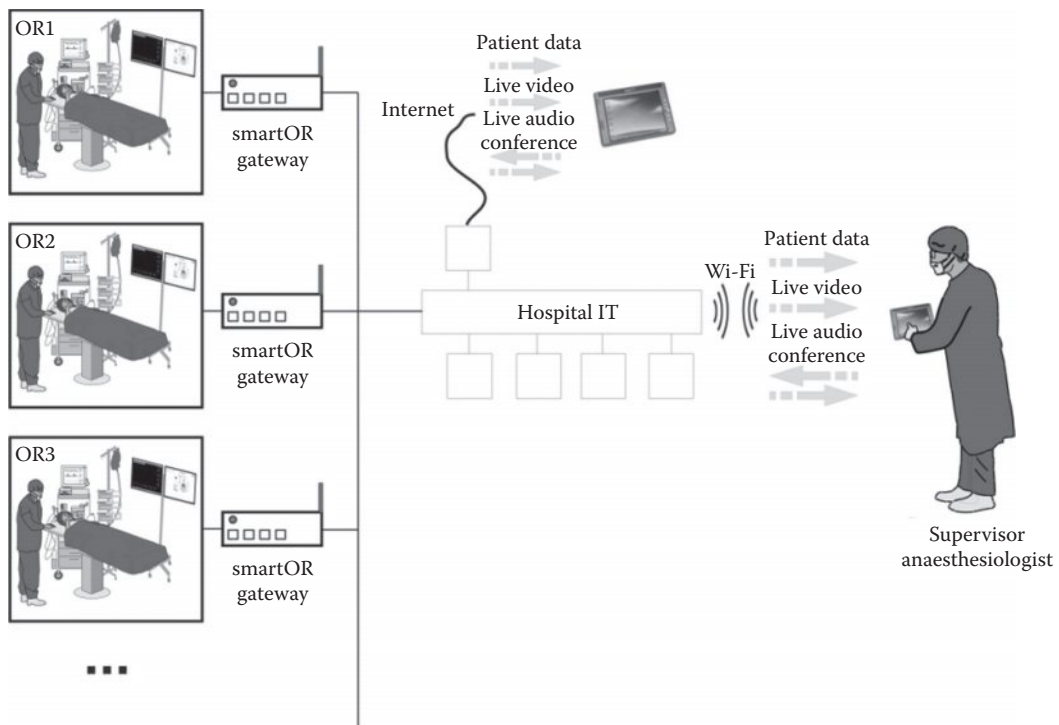 OR1
smartOR
gateway
OR2
smartOR
gateway
OR3
smartOR
gateway
Internet
Patient data
Live video
Live audio
conference
Hospital IT
Wi-Fi
Patient data
Live video
Live audio
conference
Supervisor
anaesthesiologist